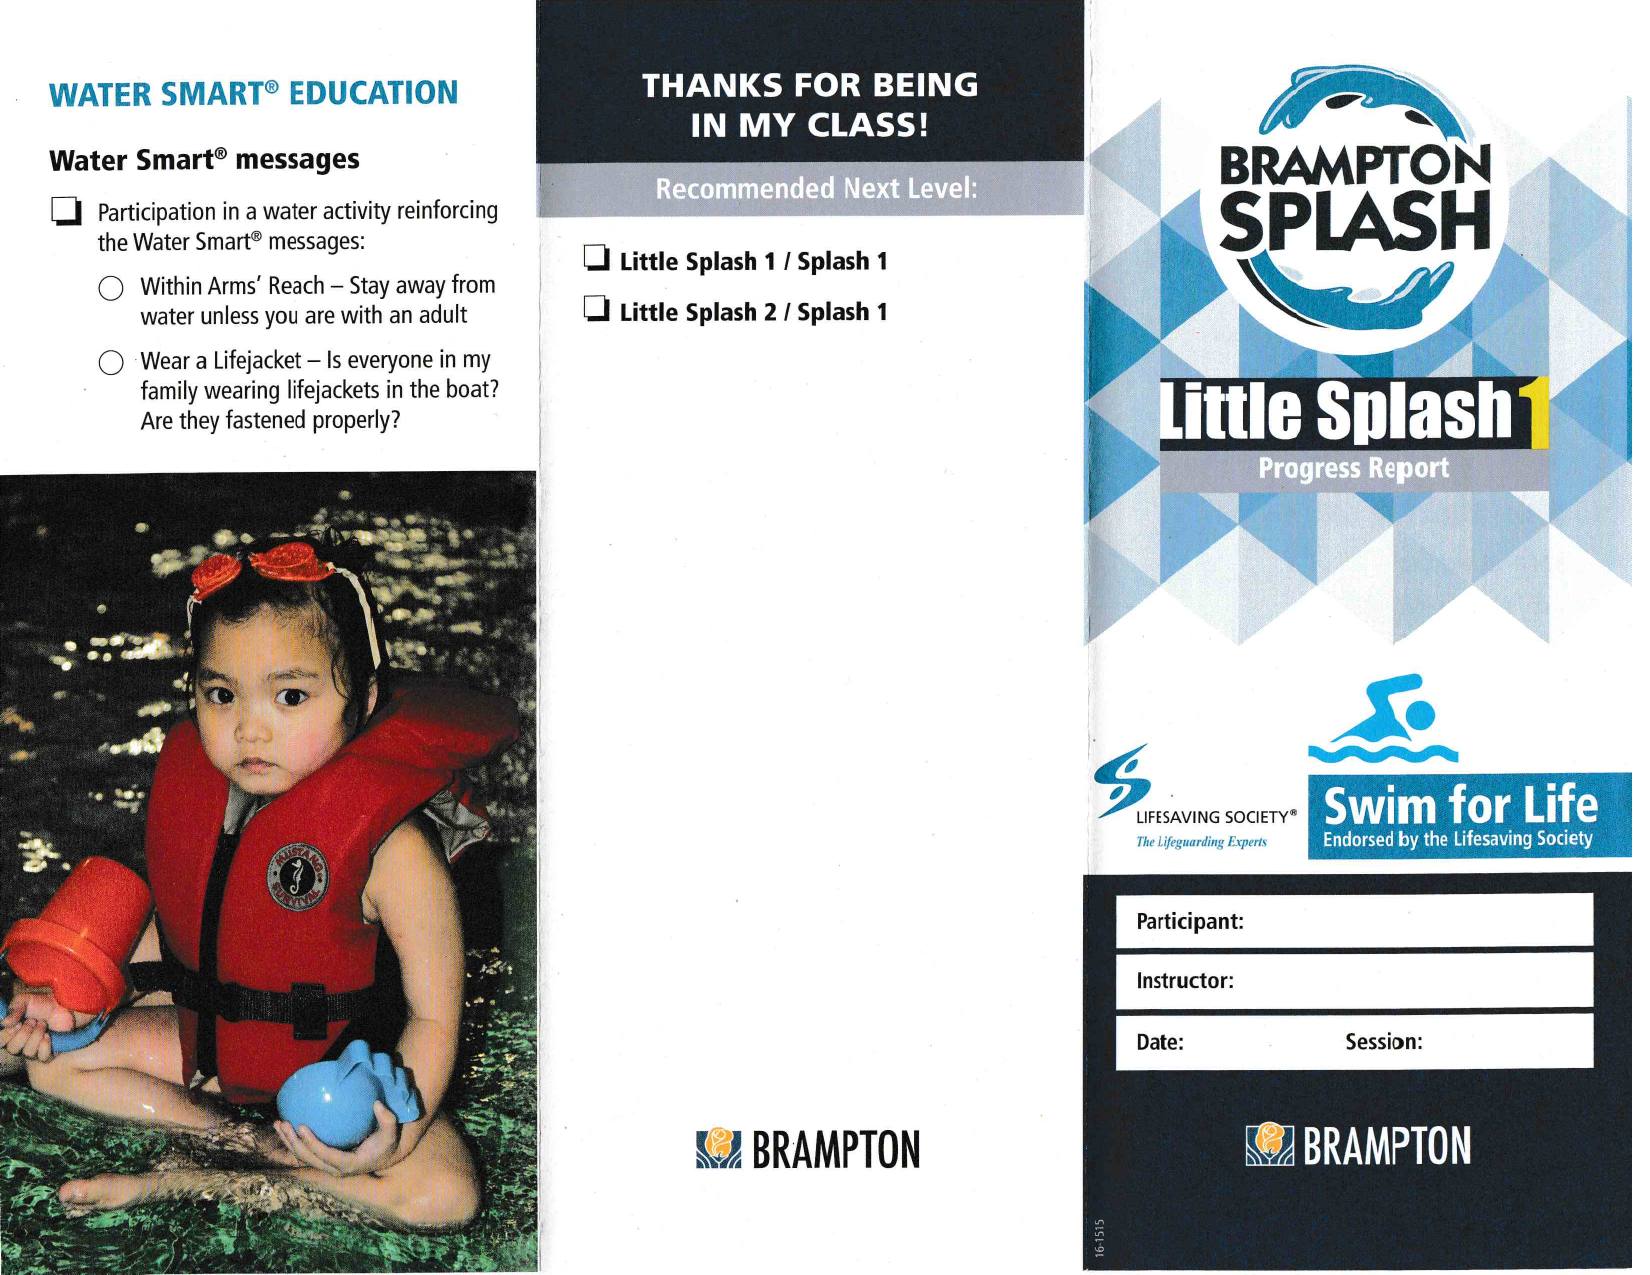 WATER SMART® EDUCATION
Water Smart® messages
Participation in a water activity reinforcing
the Water Smart® messages:
Within Arms' Reach – Stay away from
water unless you are with an adult
Wear a Lifejacket – Is everyone in my
family wearing lifejackets in the boat?
Are they fastened properly?
MUSTANG
SURVIVAL
THANKS FOR BEING
IN MY CLASS!
Recommended Next Level:
Little Splash 1 / Splash 1
Little Splash 2 / Splash 1
BRAMPTON
BRAMPTON
SPLASH
Little Splash 1
Progress Report
LIFESAVING SOCIETY®
The Lifeguarding Experts
Swim for Life
Endorsed by the Lifesaving Society
Participant:
Instructor:
Date: Session:
BRAMPTON
16-1515